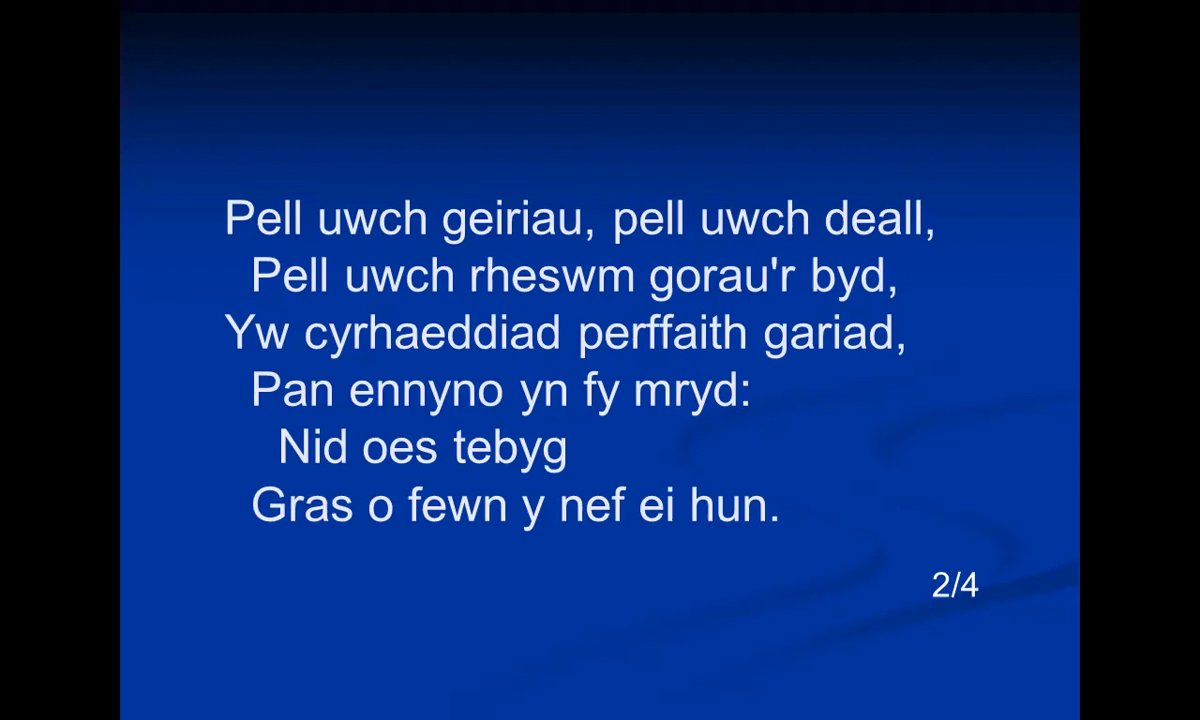 Pell uwch geiriau, pell uwch deall,
Pell uwch rheswm gorau'r byd,
Yw cyrhaeddiad perffaith gariad,
Pan ennyno yn fy mryd:
Nid oes tebyg
Gras o fewn y nef ei hun.
2/4